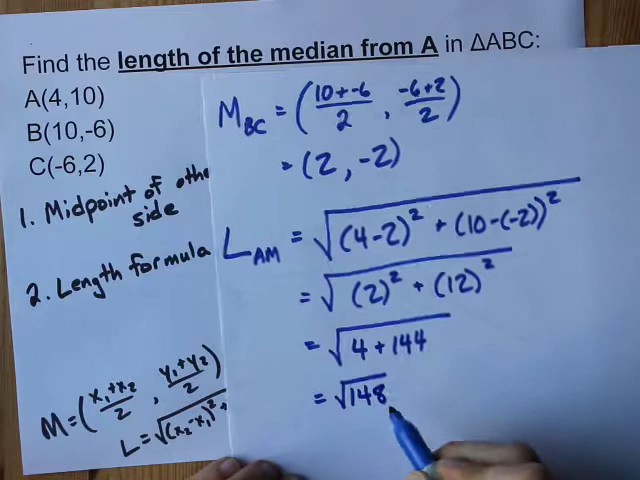 Find the length of the median from A in ΔABC:
A(4,10)
B(10,-6)
C(-6,2)
1. Midpoint of
side
2. Length formula
M=(x₁+x₂/2 , y₁+y₂/2)
L=√(x₂-x₁)²+
M_BC = (10+-6/2 , -6+2/2)
= (2,-2)
L_AM = √(4-2)² + (10-(-2))²
= √(2)² + (12)²
= √4+144
= √148